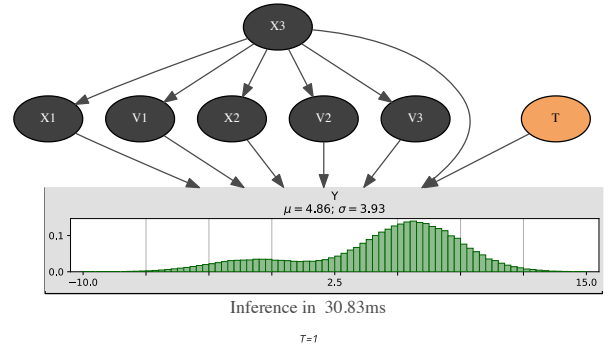 X3
X1 V1 X2 V2 V3 T
Y
μ = 4.86; σ = 3.93
0.1
0.0
−10.0 2.5 15.0
Inference in 30.83ms
T=1